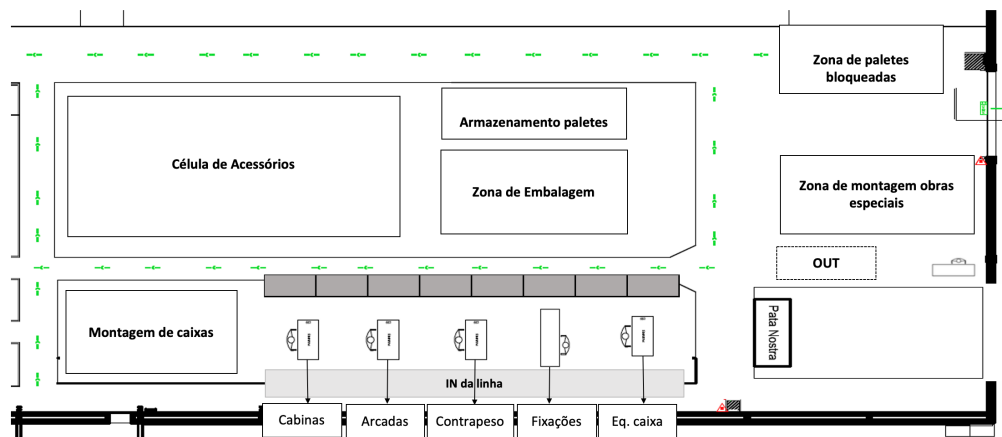 Zona de paletes
bloqueadas
Armazenamento paletes
Célula de Acessórios
Zona de Embalagem
Zona de montagem obras
especiais
OUT
Montagem de caixas
Pata Nostra
IN da linha
Cabinas
Arcadas
Contrapeso
Fixações
Eq. caixa